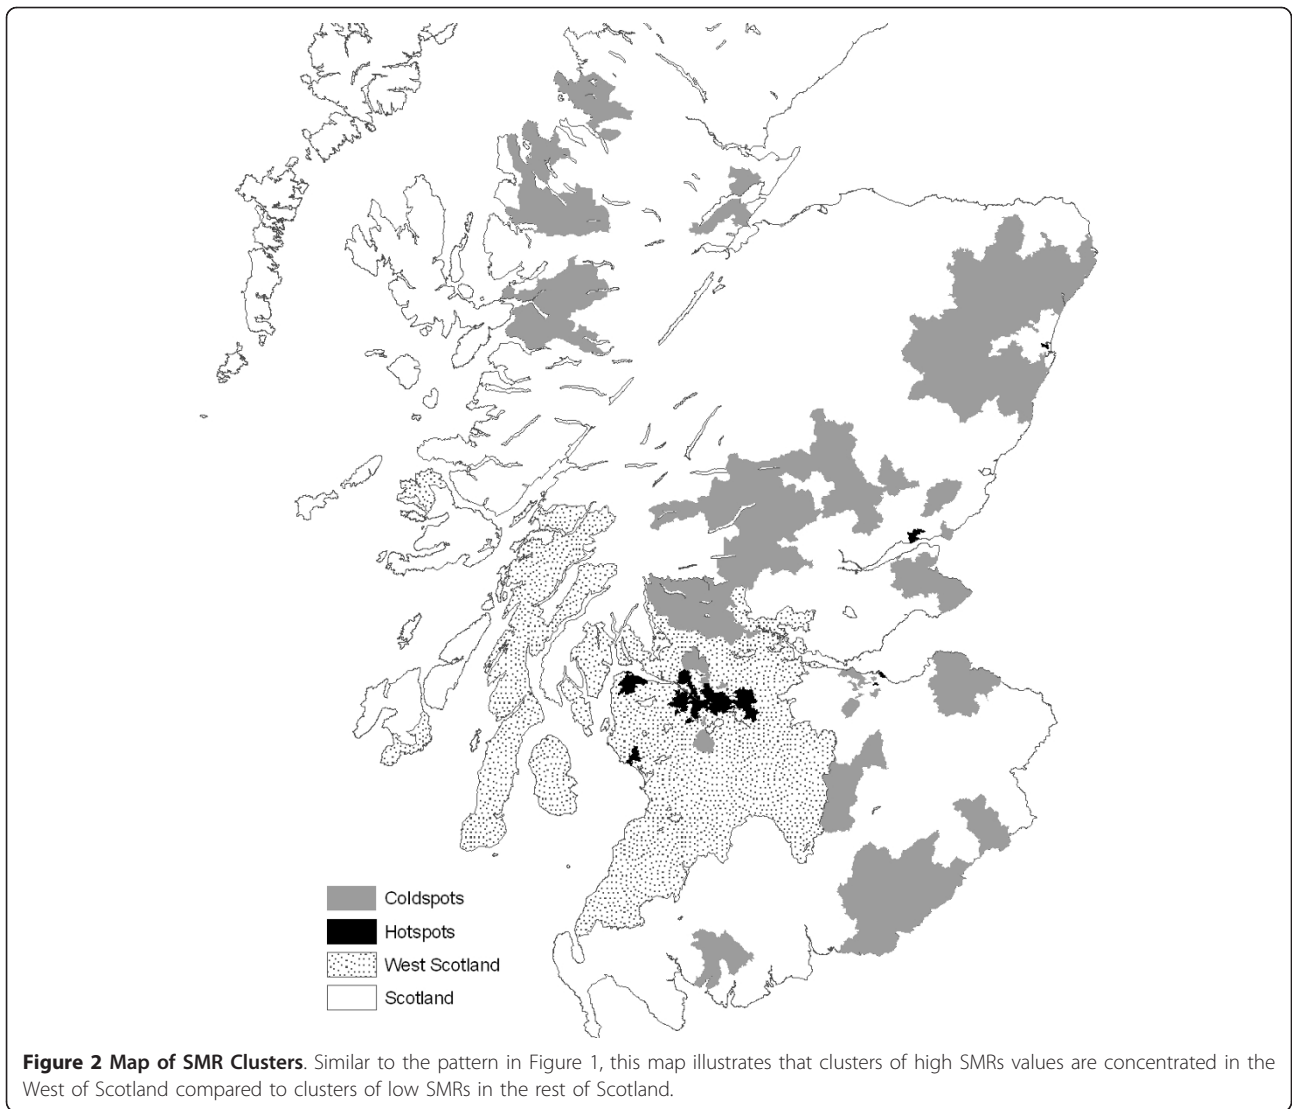 Coldspots
Hotspots
West Scotland
Scotland
Figure 2 Map of SMR Clusters. Similar to the pattern in Figure 1, this map illustrates that clusters of high SMRs values are concentrated in the
West of Scotland compared to clusters of low SMRs in the rest of Scotland.